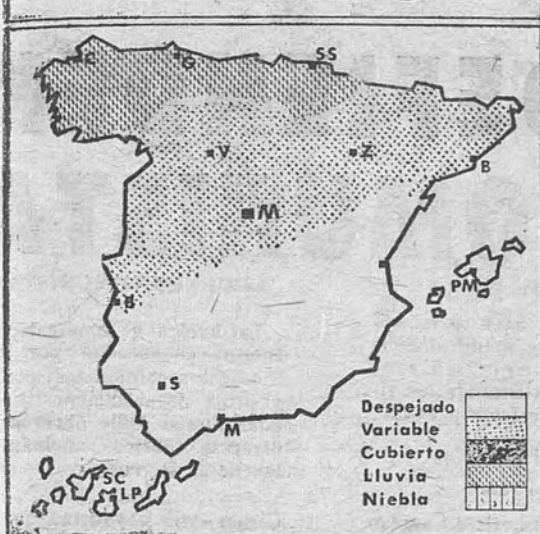 C
G
SS
V
Z
B
M
PM
B
S
M
SC
LP
Despejado
Variable
Cubierto
Lluvia
Niebla